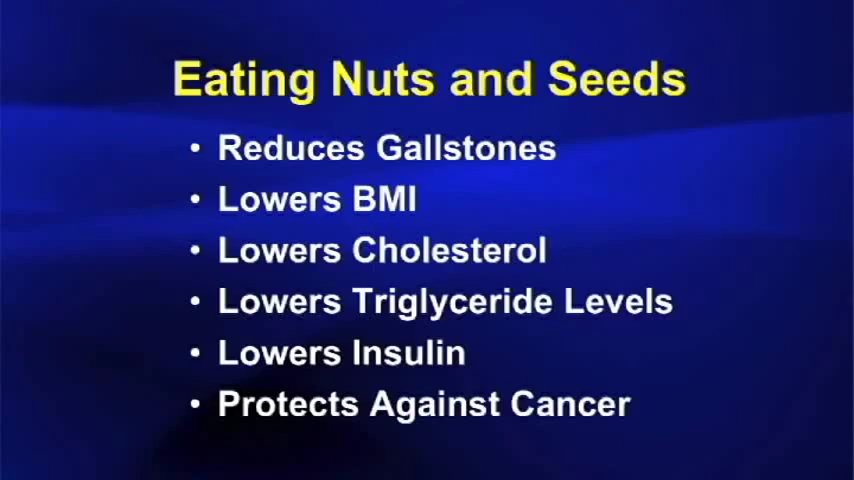 Eating Nuts and Seeds
• Reduces Gallstones
• Lowers BMI
• Lowers Cholesterol
• Lowers Triglyceride Levels
• Lowers Insulin
• Protects Against Cancer